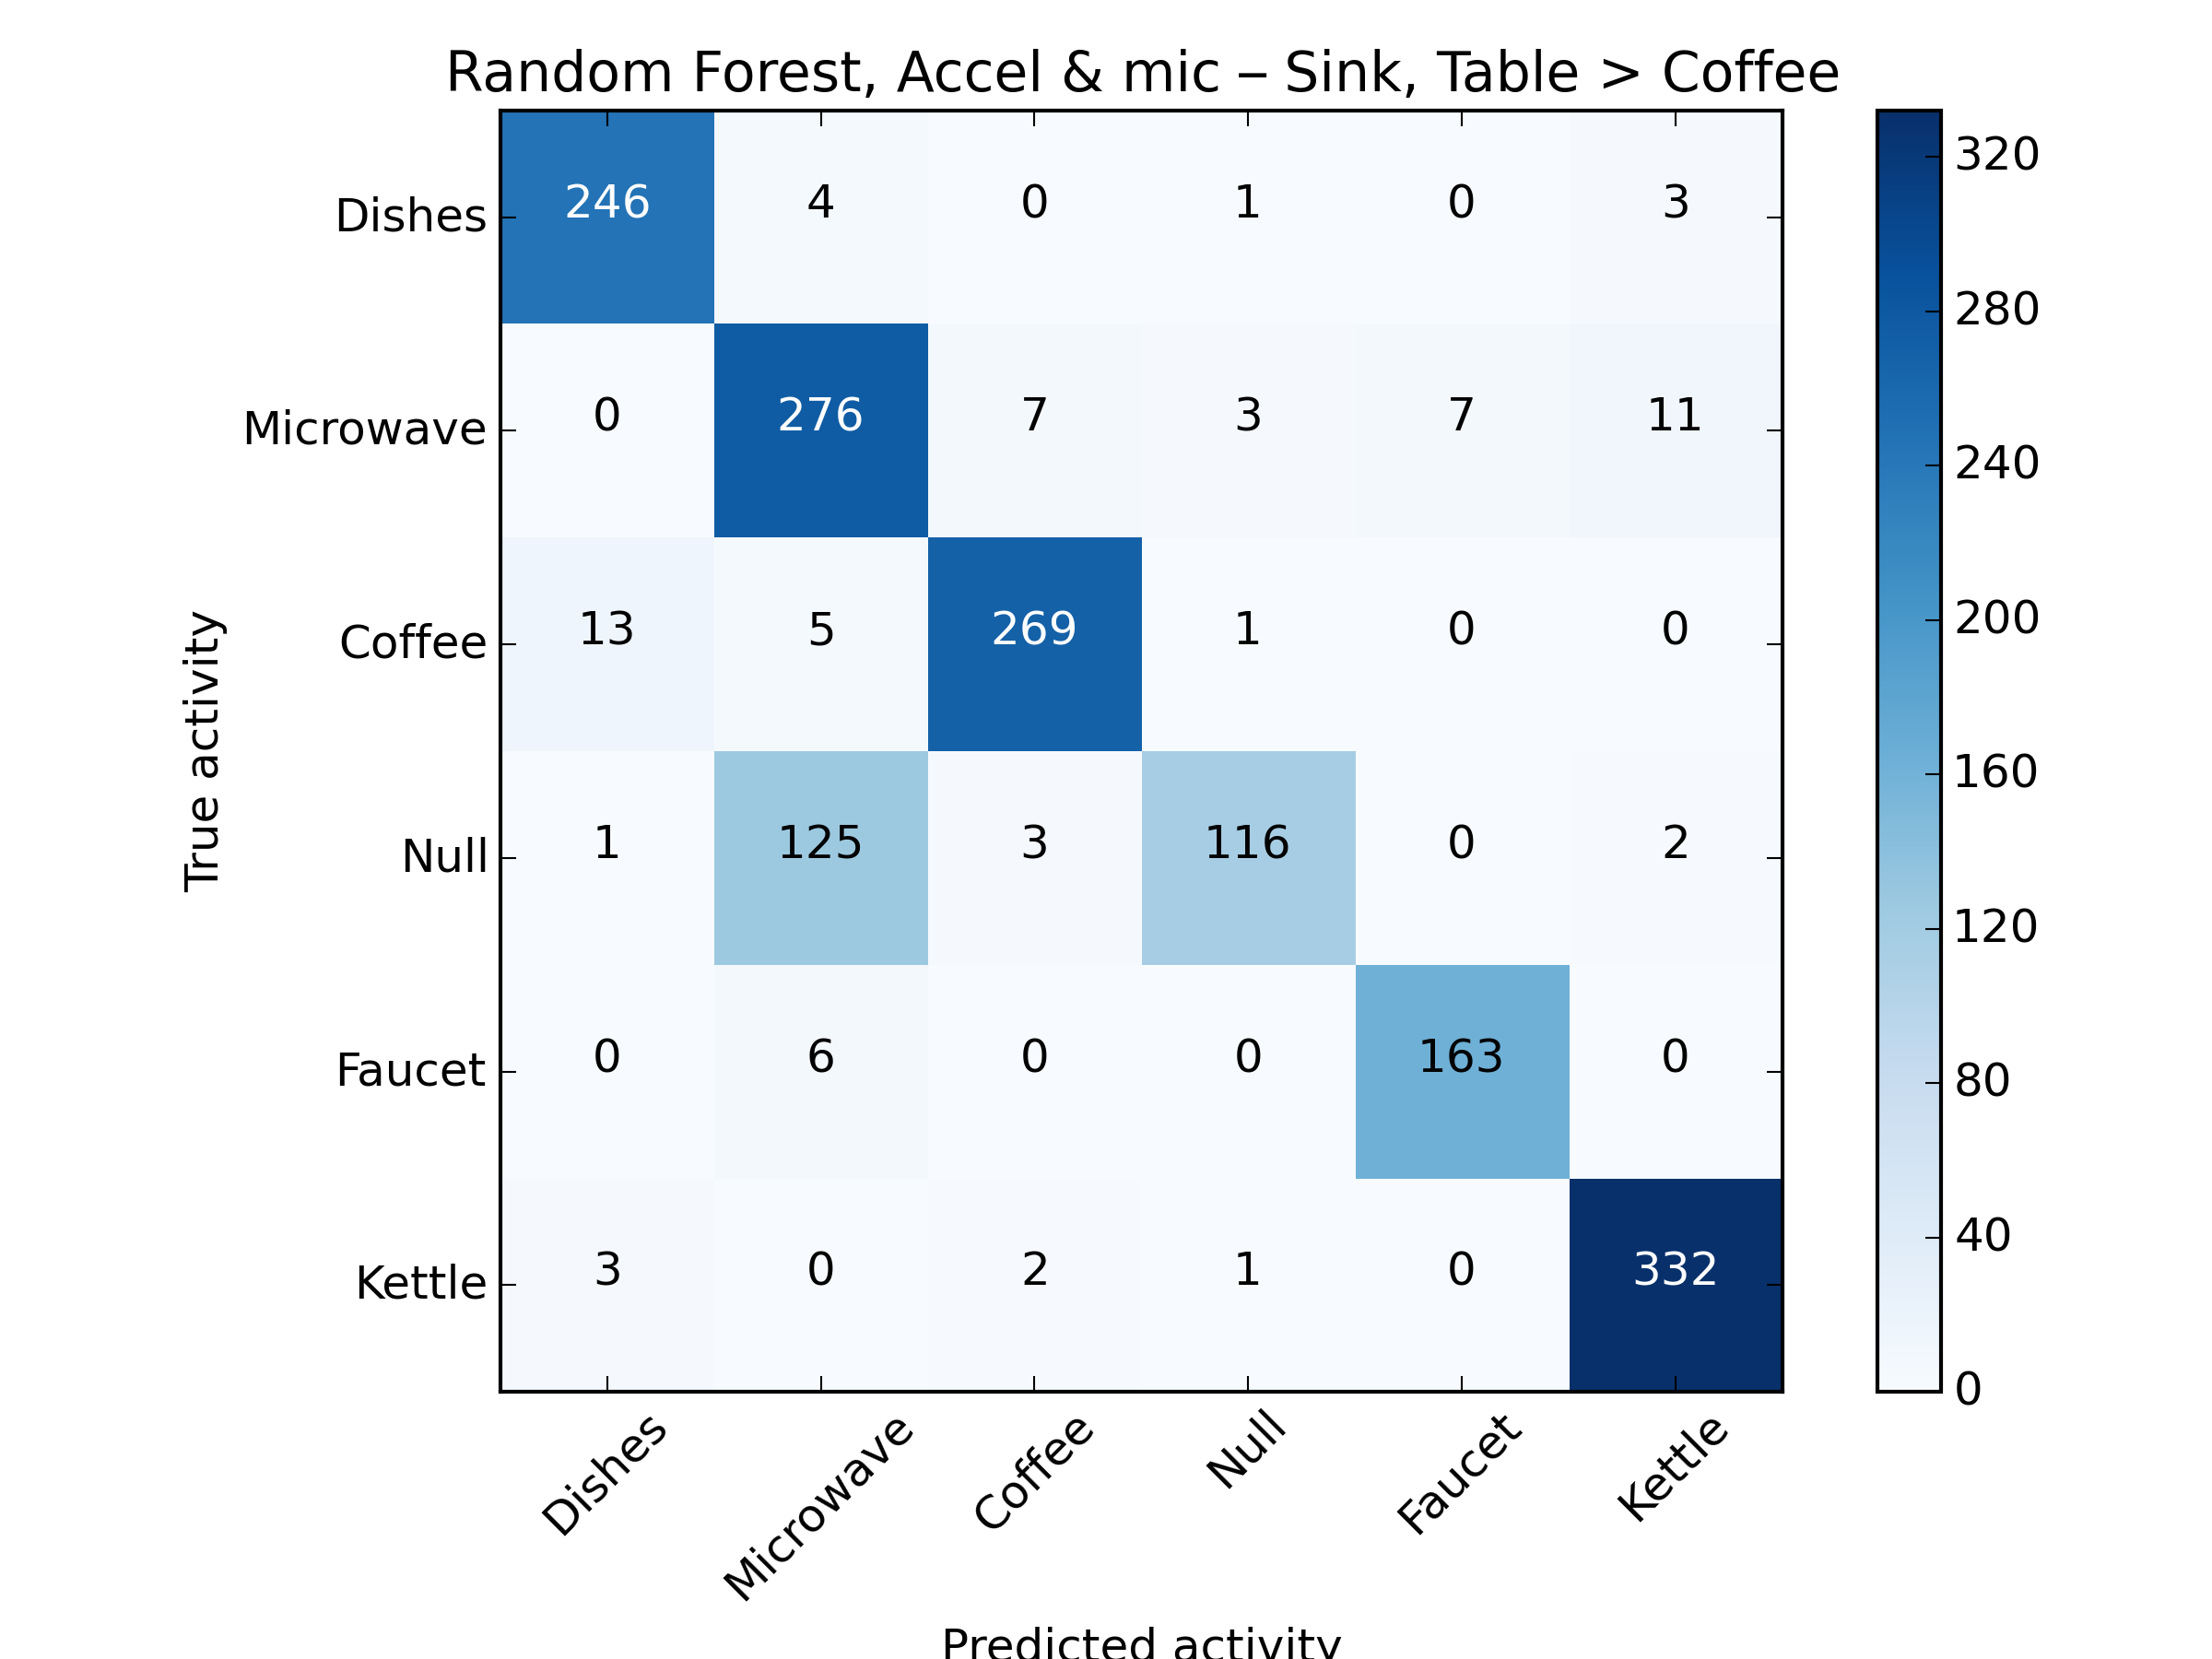 Random Forest, Accel & mic – Sink, Table > Coffee
Dishes 246 4 0 1 0 3
Microwave 0 276 7 3 7 11
Coffee 13 5 269 1 0 0
Null 1 125 3 116 0 2
Faucet 0 6 0 0 163 0
Kettle 3 0 2 1 0 332
True activity
Dishes Microwave Coffee Null Faucet Kettle
Predicted activity
320
280
240
200
160
120
80
40
0